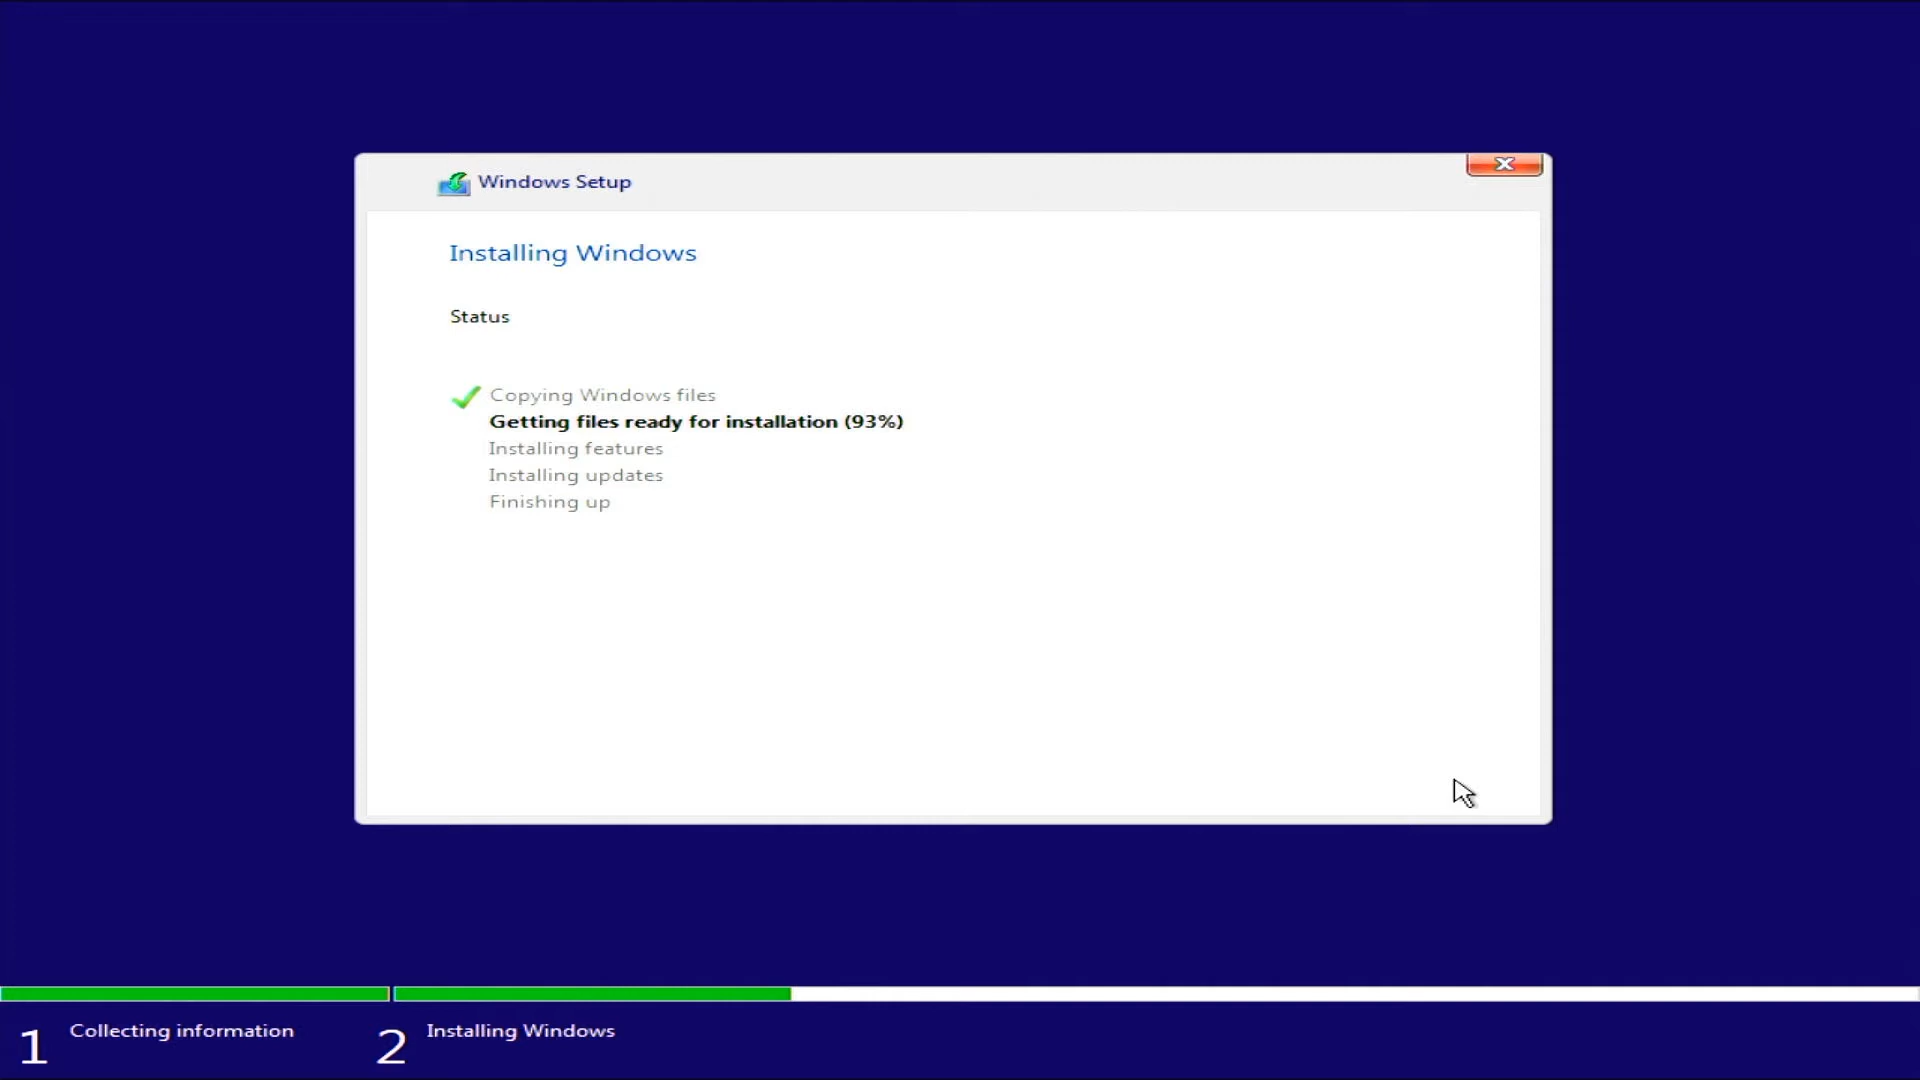 Windows Setup
Installing Windows
Status
Copying Windows files
Getting files ready for installation (93%)
Installing features
Installing updates
Finishing up
1 Collecting information
2 Installing Windows